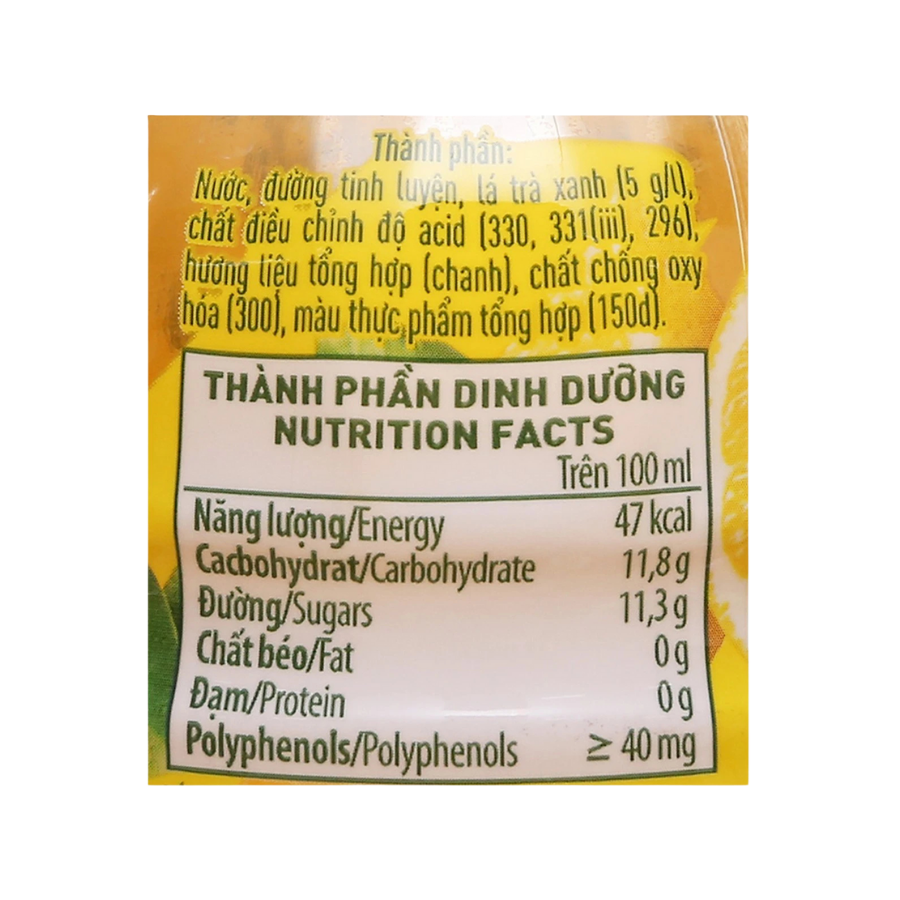 Thành phần:
Nước, đường tinh luyện, lá trà xanh (5 g/l),
chất điều chỉnh độ acid (330, 331(iii), 296),
hương liệu tổng hợp (chanh), chất chống oxy
hóa (300), màu thực phẩm tổng hợp (150d).
THÀNH PHẦN DINH DƯỠNG
NUTRITION FACTS
Trên 100 ml
Năng lượng/Energy 47 kcal
Cacbohydrat/Carbohydrate 11,8 g
Đường/Sugars 11,3 g
Chất béo/Fat 0 g
Đạm/Protein 0 g
Polyphenols/Polyphenols ≥ 40 mg